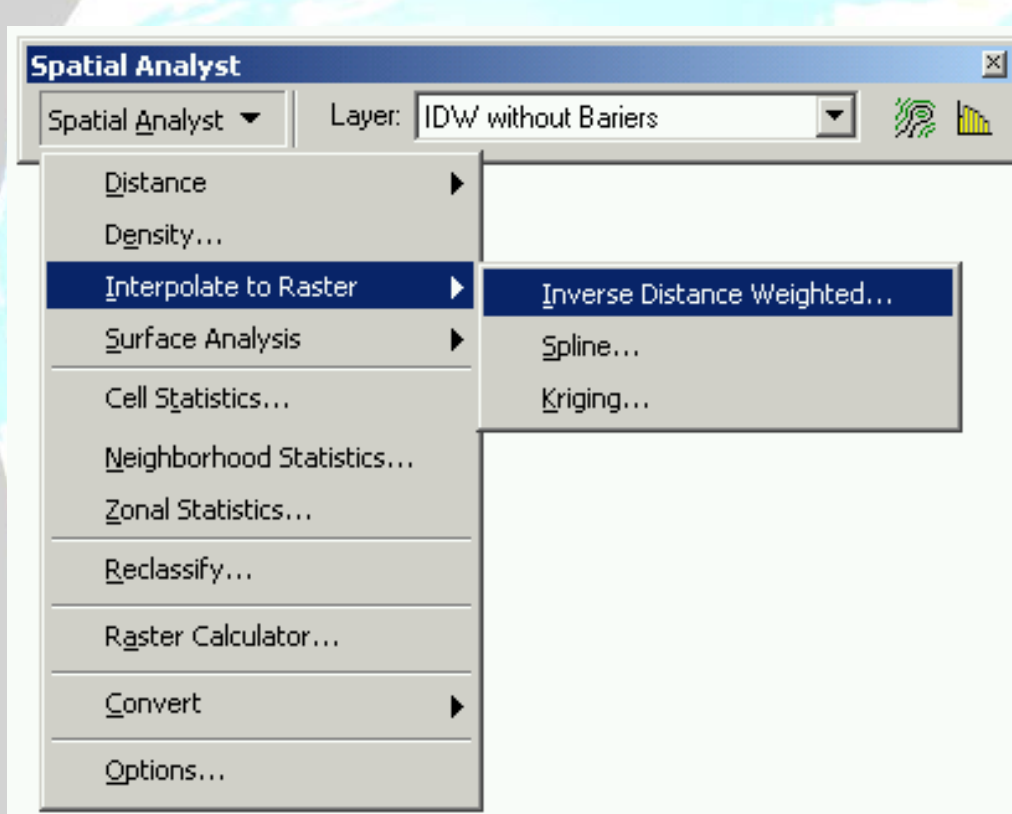 Spatial Analyst
Spatial Analyst Layer: IDW without Bariers
Distance
Density...
Interpolate to Raster
Surface Analysis
Cell Statistics...
Neighborhood Statistics...
Zonal Statistics...
Reclassify...
Raster Calculator...
Convert
Options...
Inverse Distance Weighted...
Spline...
Kriging...